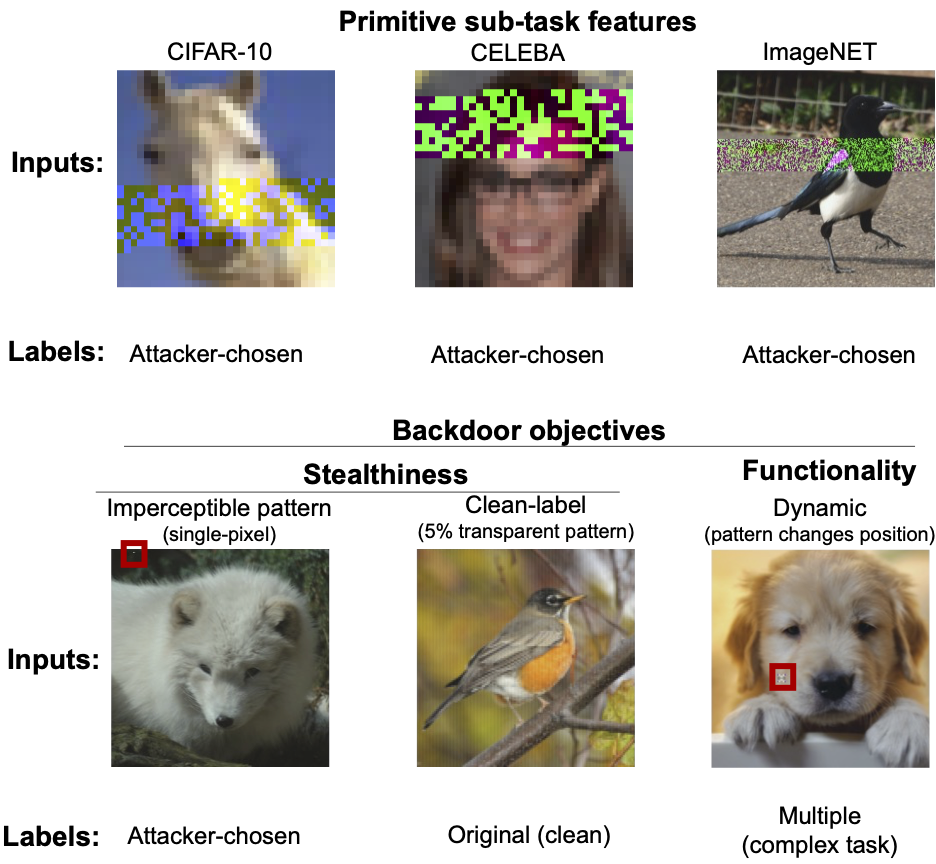 Primitive sub-task features
CIFAR-10 CELEBA ImageNET
Inputs:
Labels: Attacker-chosen Attacker-chosen Attacker-chosen
Backdoor objectives
Stealthiness Functionality
Imperceptible pattern Clean-label Dynamic
(single-pixel) (5% transparent pattern) (pattern changes position)
Inputs:
Labels: Attacker-chosen Original (clean) Multiple
(complex task)